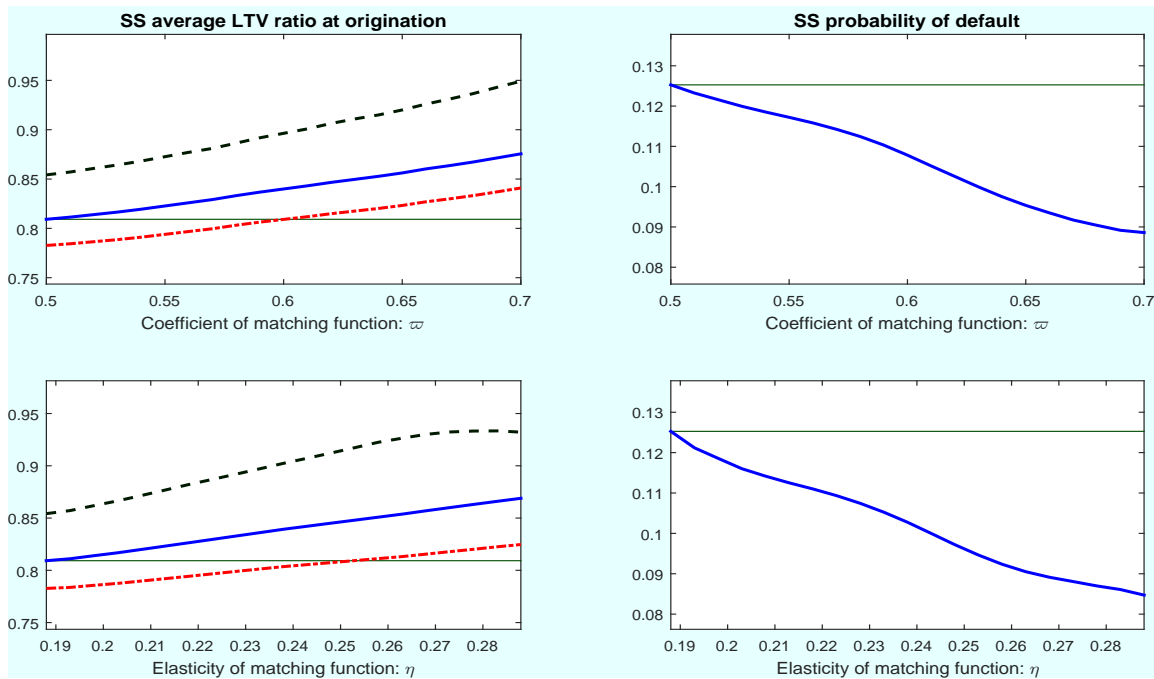 SS average LTV ratio at origination
0.95
0.9
0.85
0.8
0.75
0.5 0.55 0.6 0.65 0.7
Coefficient of matching function: ϖ
SS probability of default
0.13
0.12
0.11
0.1
0.09
0.08
0.5 0.55 0.6 0.65 0.7
Coefficient of matching function: ϖ
0.95
0.9
0.85
0.8
0.75
0.19 0.2 0.21 0.22 0.23 0.24 0.25 0.26 0.27 0.28
Elasticity of matching function: η
0.13
0.12
0.11
0.1
0.09
0.08
0.19 0.2 0.21 0.22 0.23 0.24 0.25 0.26 0.27 0.28
Elasticity of matching function: η